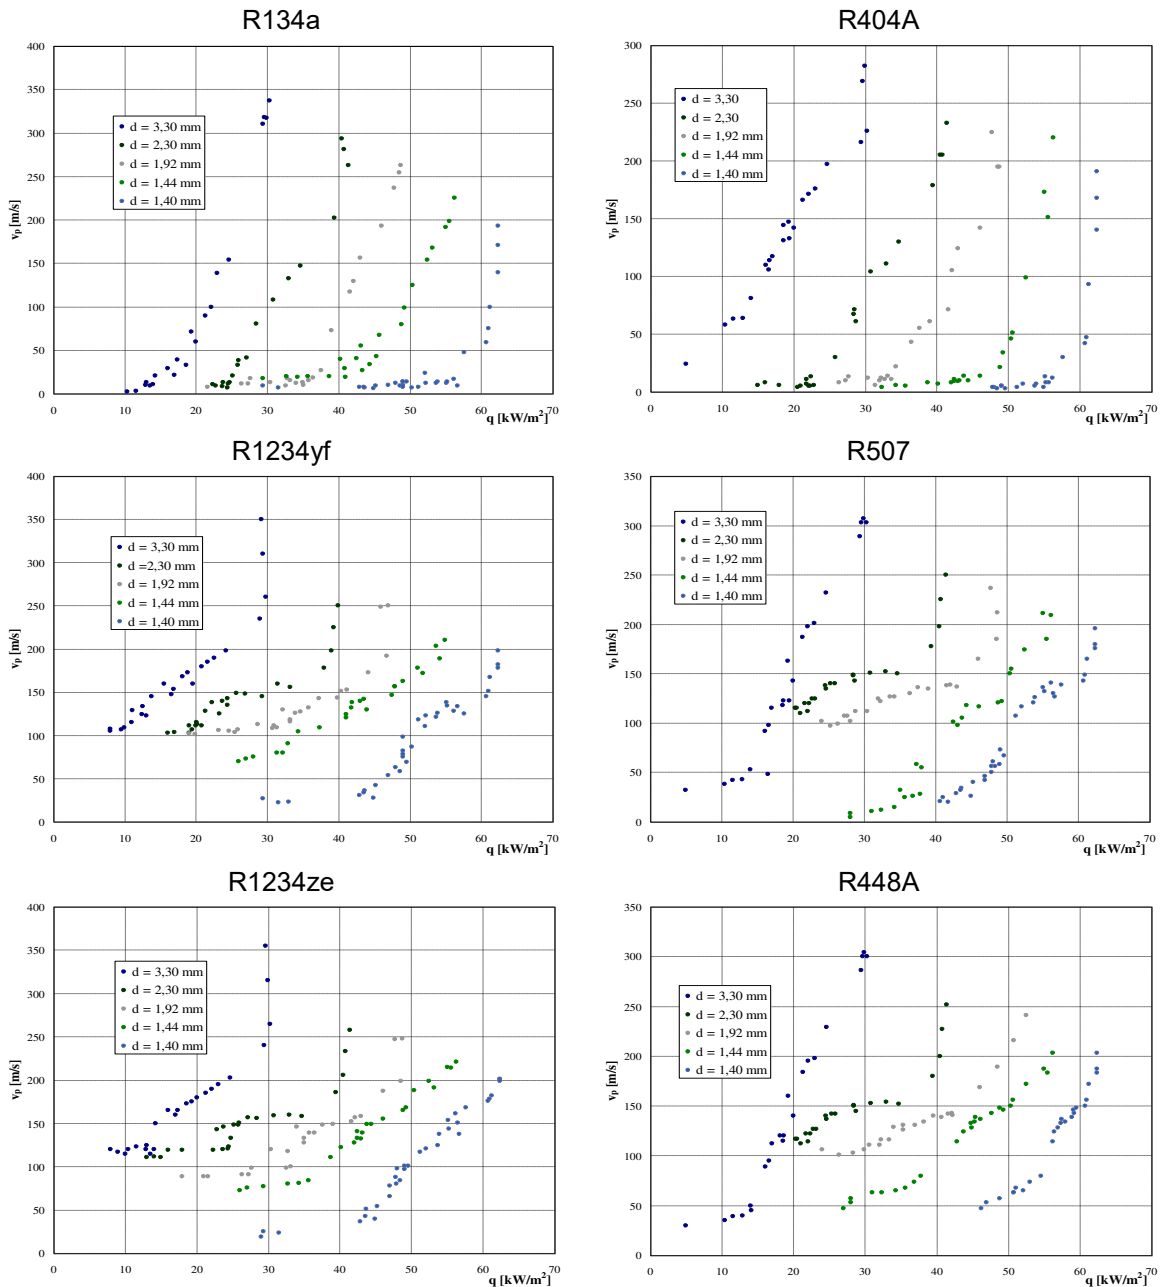 R134a
400
350
300
250
200
150
100
50
0
v_p [m/s]
d = 3,30 mm
d = 2,30 mm
d = 1,92 mm
d = 1,44 mm
d = 1,40 mm
0 10 20 30 40 50 60 70
q [kW/m²]
R404A
300
250
200
150
100
50
0
v_p [m/s]
d = 3,30
d = 2,30
d = 1,92 mm
d = 1,44 mm
d = 1,40 mm
0 10 20 30 40 50 60 70
q [kW/m²]
R1234yf
400
350
300
250
200
150
100
50
0
v_p [m/s]
d = 3,30 mm
d =2,30 mm
d = 1,92 mm
d = 1,44 mm
d = 1,40 mm
0 10 20 30 40 50 60 70
q [kW/m²]
R507
350
300
250
200
150
100
50
0
v_p [m/s]
d = 3,30 mm
d = 2,30 mm
d = 1,92 mm
d = 1,44 mm
d = 1,40 mm
0 10 20 30 40 50 60 70
q [kW/m²]
R1234ze
400
350
300
250
200
150
100
50
0
v_p [m/s]
d = 3,30 mm
d = 2,30 mm
d = 1,92 mm
d = 1,44 mm
d = 1,40 mm
0 10 20 30 40 50 60 70
q [kW/m²]
R448A
350
300
250
200
150
100
50
0
v_p [m/s]
d = 3,30 mm
d = 2,30 mm
d = 1,92 mm
d = 1,44 mm
d = 1,40 mm
0 10 20 30 40 50 60 70
q [kW/m²]